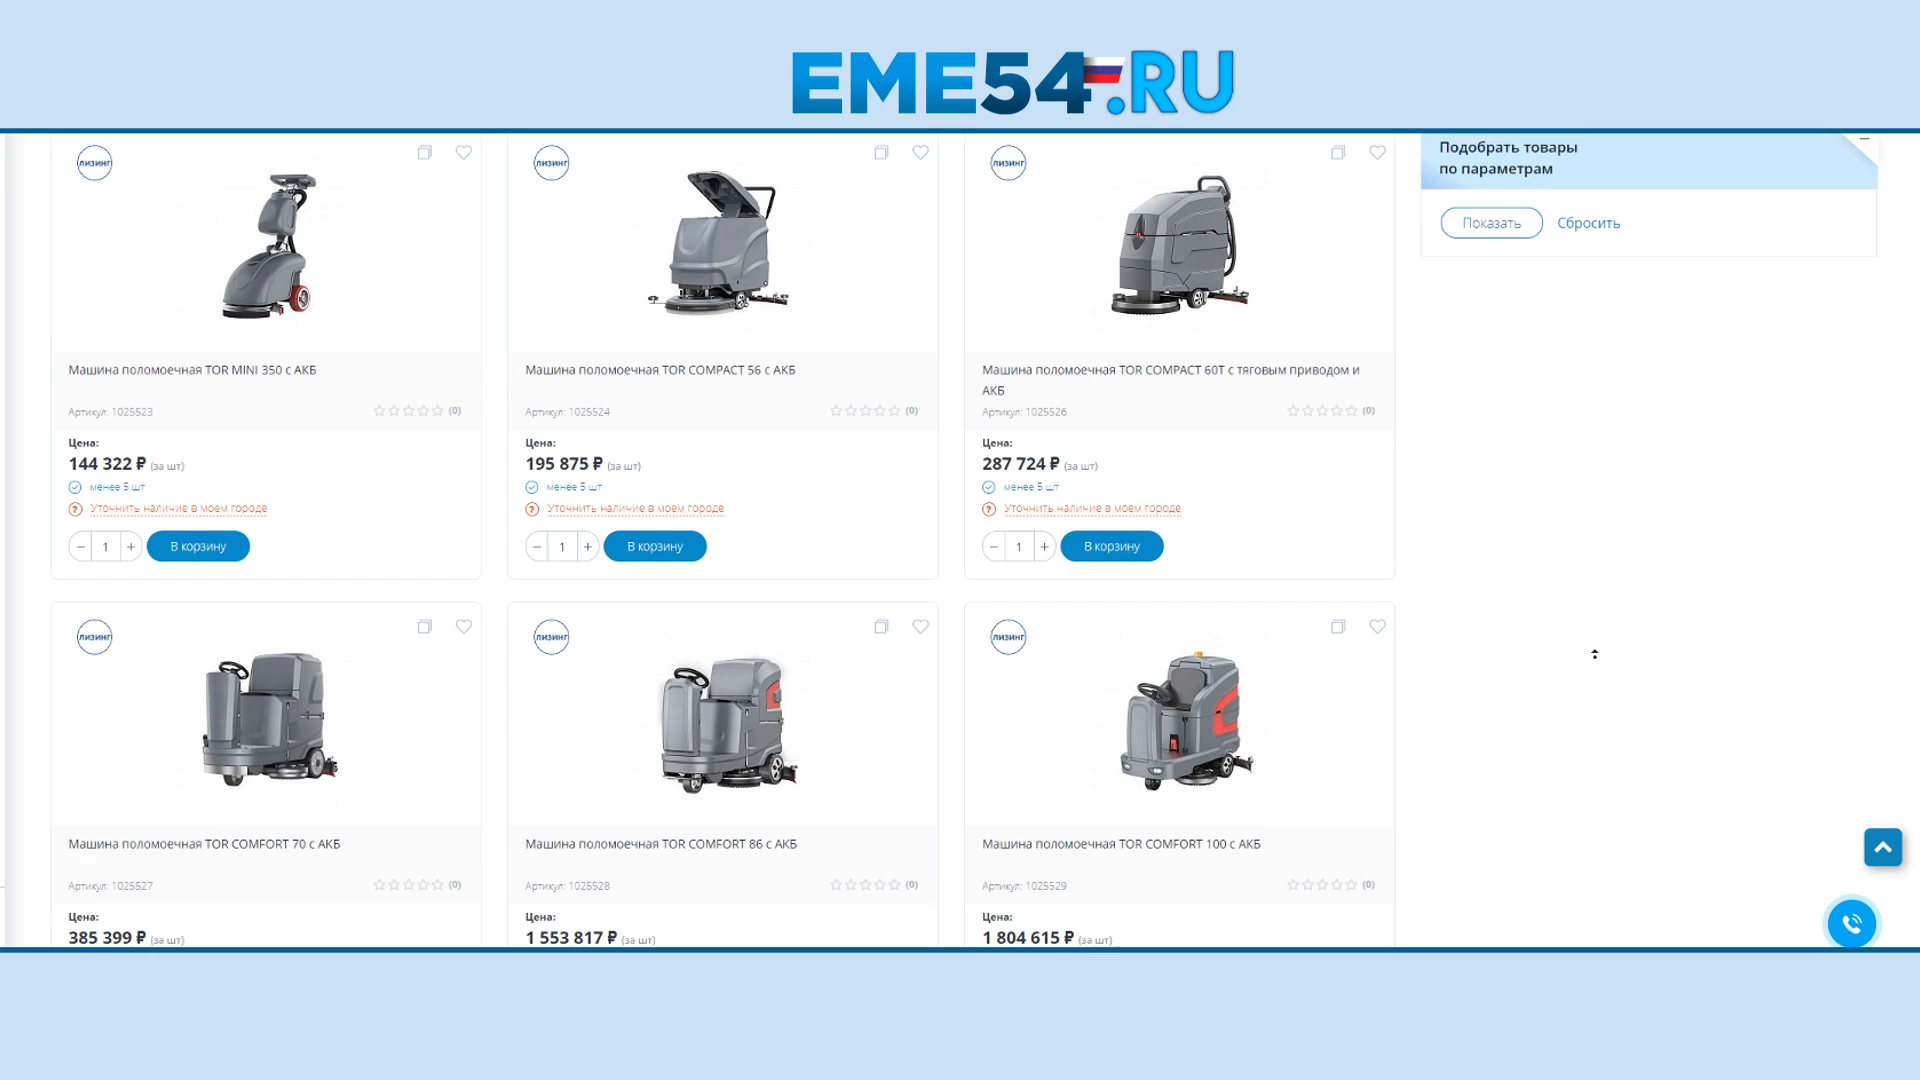 EME54.RU
Подобрать товары
по параметрам
Показать Сбросить
лизинг
Машина поломоечная TOR MINI 350 с АКБ
Артикул: 1025523 (0)
Цена:
144 322 ₽ (за шт)
менее 5 шт
Уточнить наличие в моем городе
− 1 + В корзину
лизинг
Машина поломоечная TOR COMPACT 56 с АКБ
Артикул: 1025524 (0)
Цена:
195 875 ₽ (за шт)
менее 5 шт
Уточнить наличие в моем городе
− 1 + В корзину
лизинг
Машина поломоечная TOR COMPACT 60T с тяговым приводом и
АКБ
Артикул: 1025526 (0)
Цена:
287 724 ₽ (за шт)
менее 5 шт
Уточнить наличие в моем городе
− 1 + В корзину
лизинг
Машина поломоечная TOR COMFORT 70 с АКБ
Артикул: 1025527 (0)
Цена:
385 399 ₽ (за шт)
лизинг
Машина поломоечная TOR COMFORT 86 с АКБ
Артикул: 1025528 (0)
Цена:
1 553 817 ₽ (за шт)
лизинг
Машина поломоечная TOR COMFORT 100 с АКБ
Артикул: 1025529 (0)
Цена:
1 804 615 ₽ (за шт)